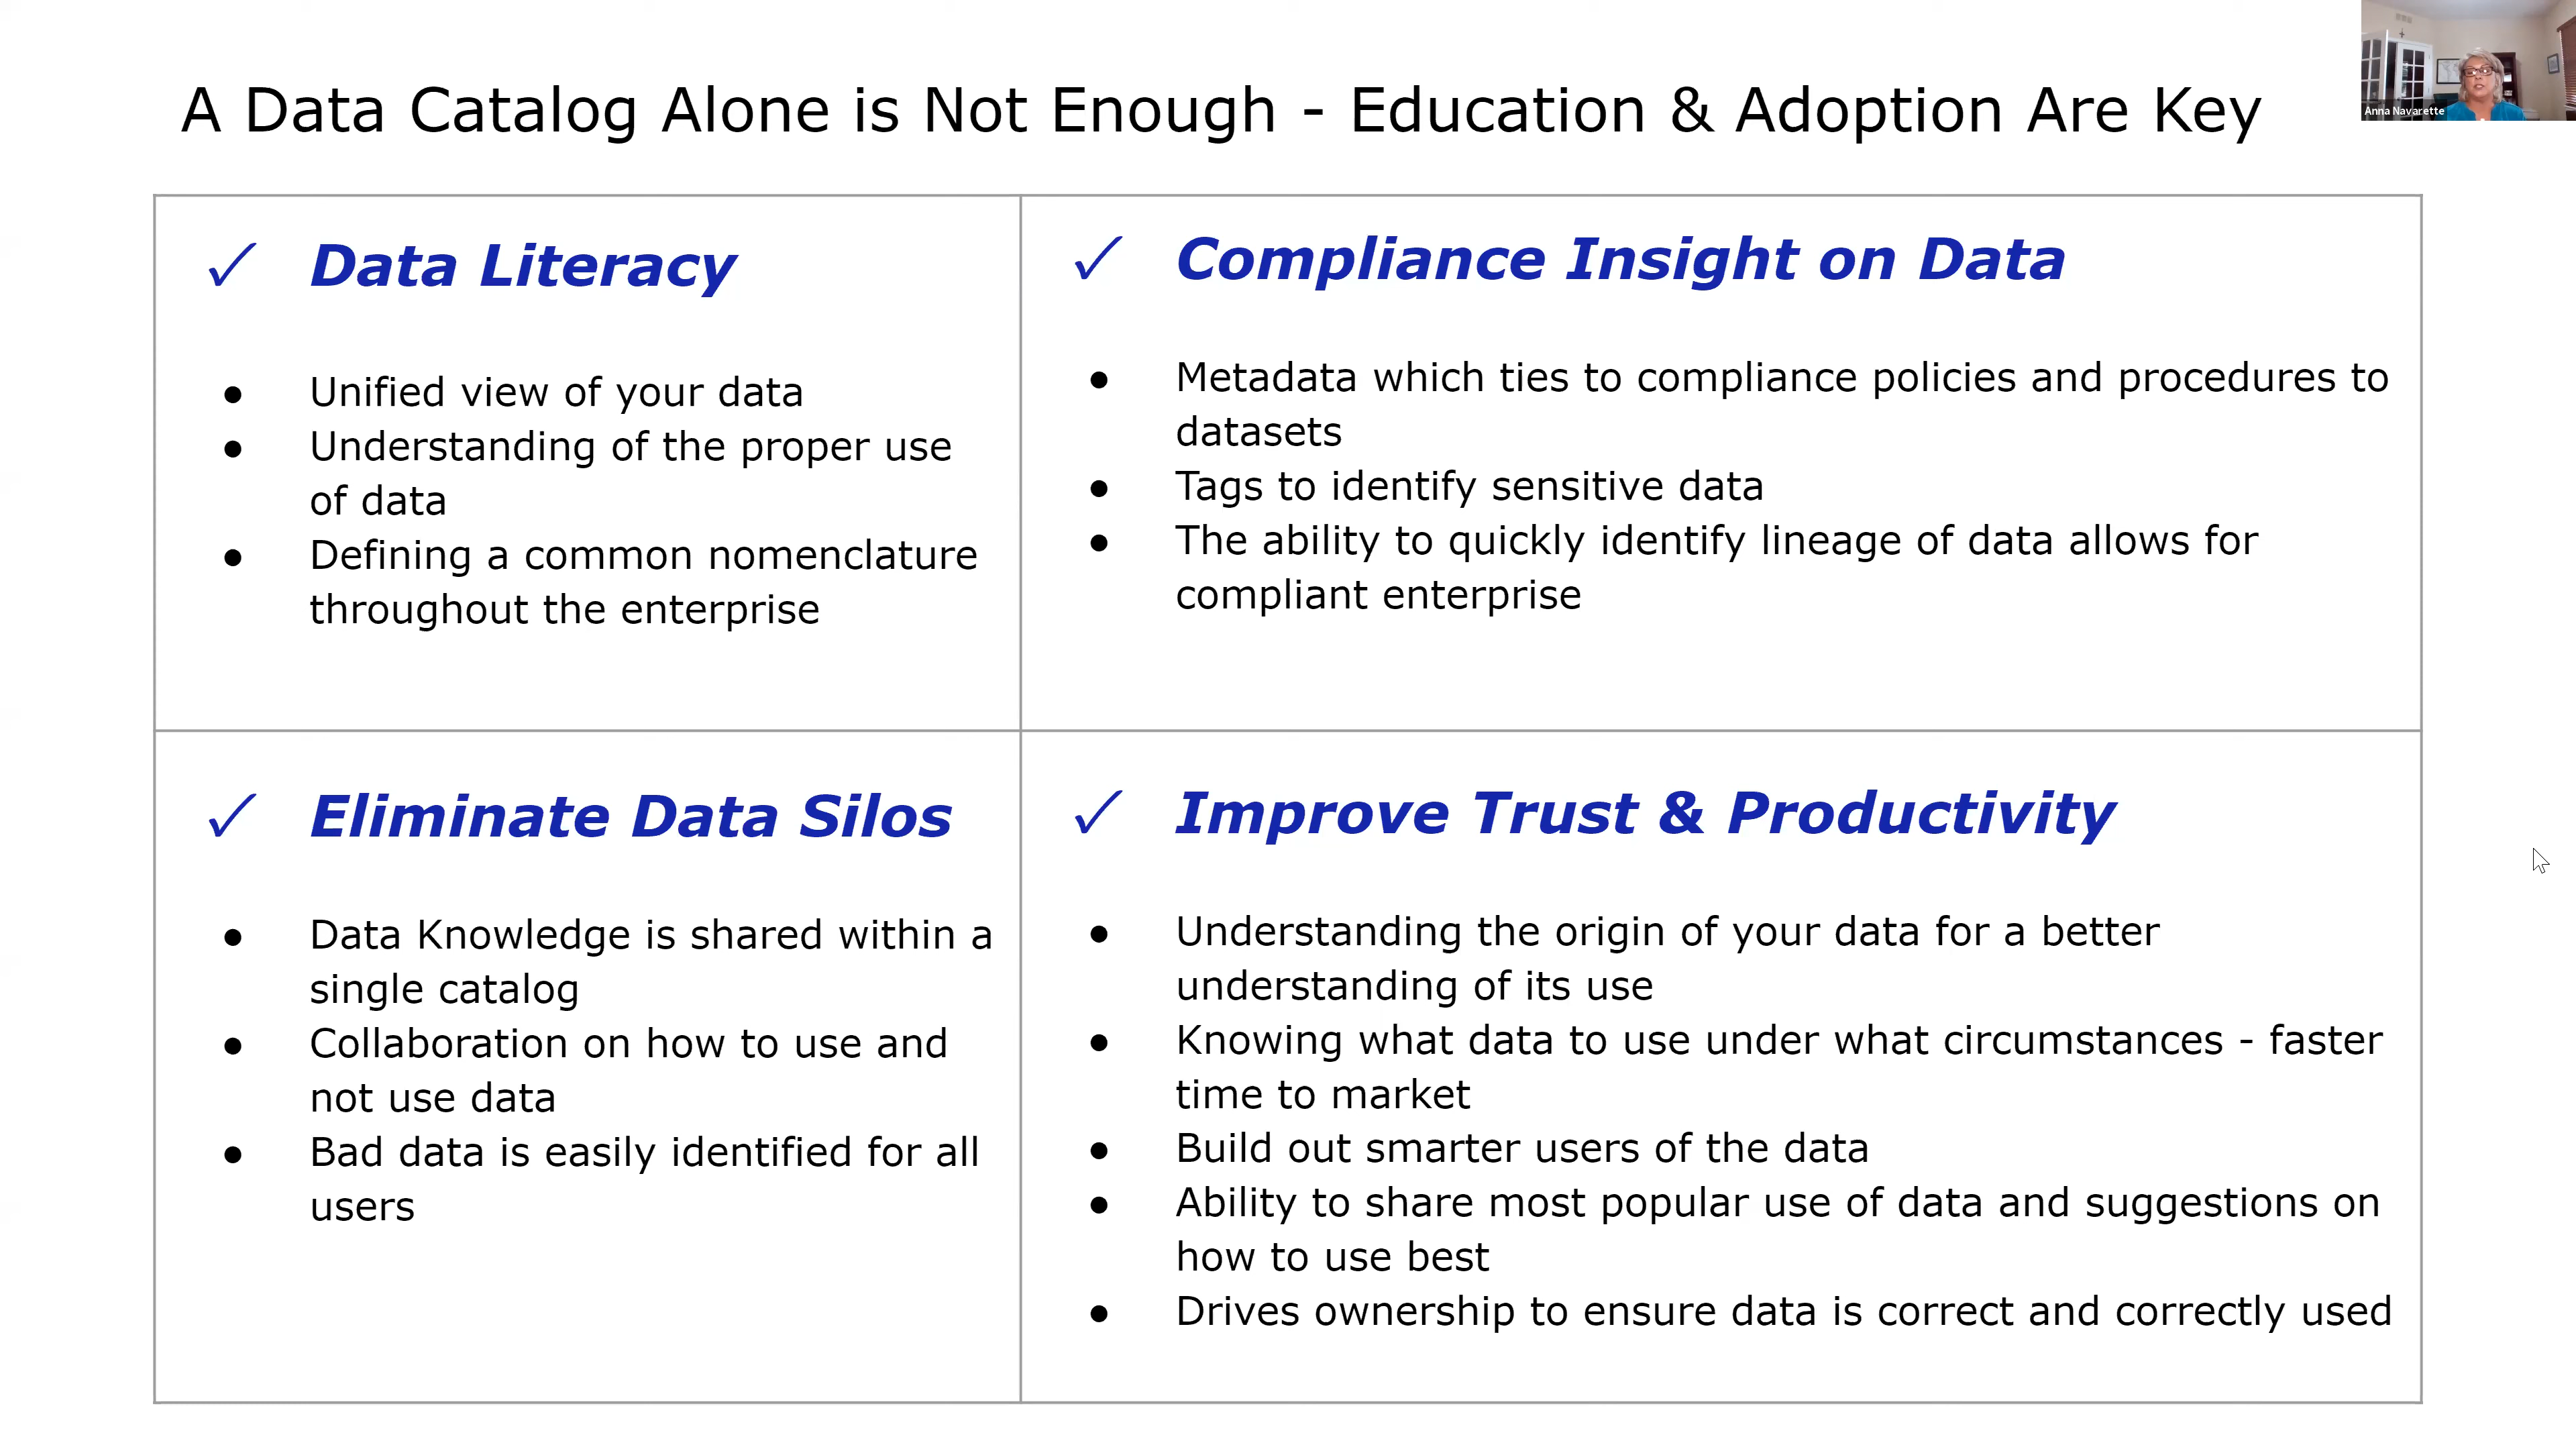 A Data Catalog Alone is Not Enough - Education & Adoption Are Key
Anna Navarette
✓ Data Literacy
● Unified view of your data
● Understanding of the proper use
of data
● Defining a common nomenclature
throughout the enterprise
✓ Compliance Insight on Data
● Metadata which ties to compliance policies and procedures to
datasets
● Tags to identify sensitive data
● The ability to quickly identify lineage of data allows for
compliant enterprise
✓ Eliminate Data Silos
● Data Knowledge is shared within a
single catalog
● Collaboration on how to use and
not use data
● Bad data is easily identified for all
users
✓ Improve Trust & Productivity
● Understanding the origin of your data for a better
understanding of its use
● Knowing what data to use under what circumstances - faster
time to market
● Build out smarter users of the data
● Ability to share most popular use of data and suggestions on
how to use best
● Drives ownership to ensure data is correct and correctly used